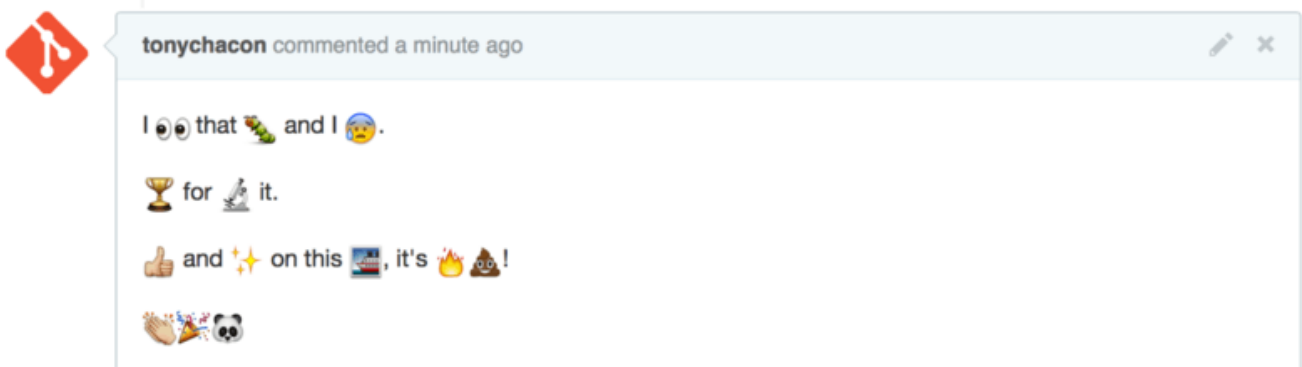 tonychacon commented a minute ago
I 👀 that 🐛 and I 😰.
🏆 for 🔬 it.
👍 and ✨ on this 🚢, it's 🔥💩!
👏🎉🐼